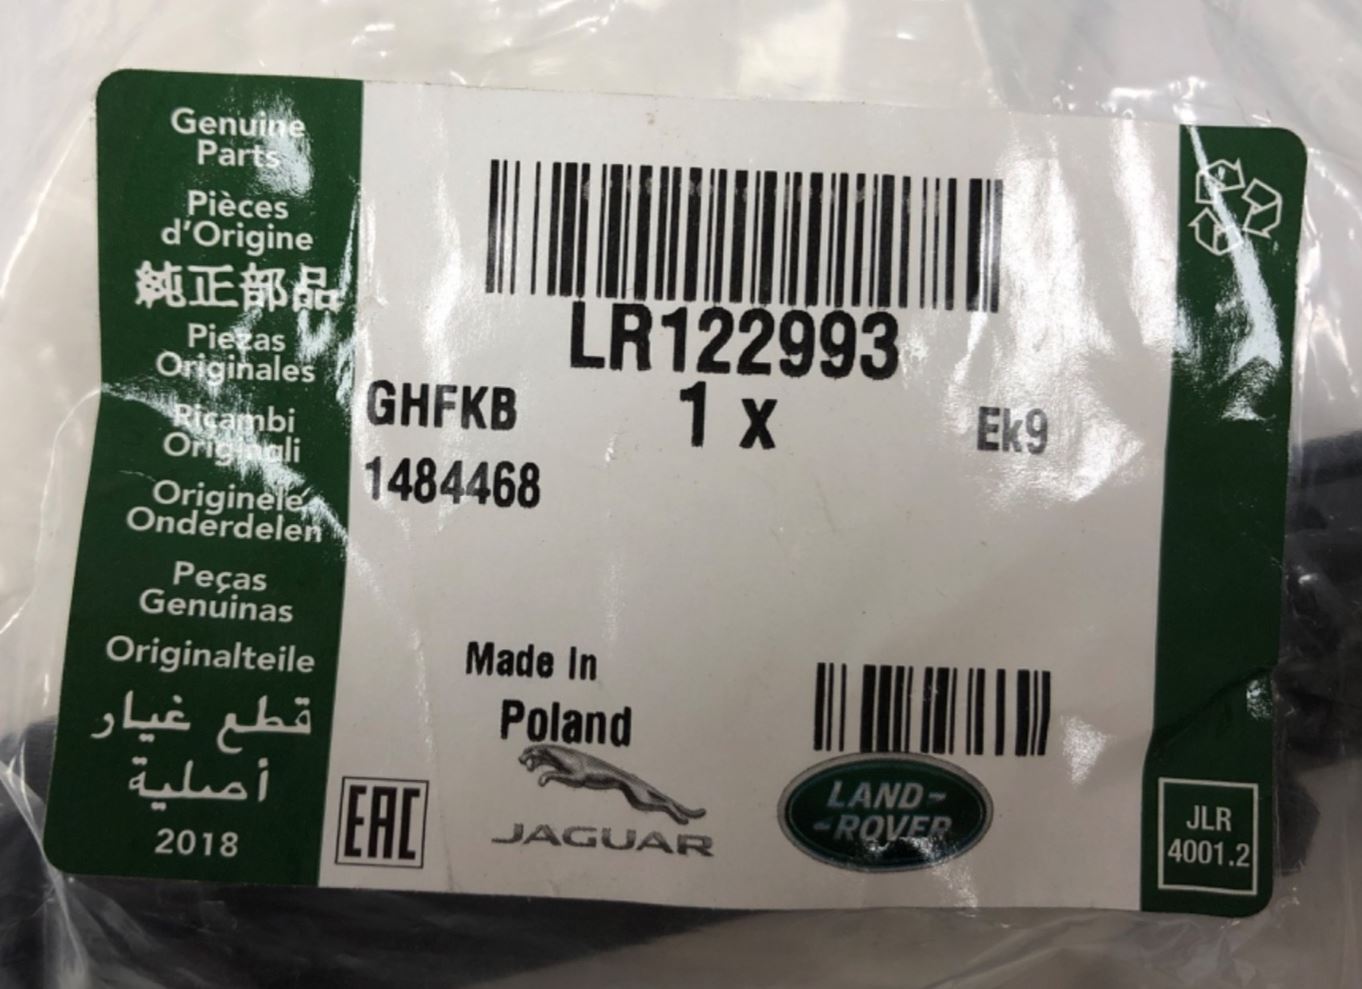 Genuine
Parts
Pièces
d'Origine
純正部品
Piezas
Originales
Ricambi
Originali
Originele
Onderdelen
Peças
Genuinas
Originalteile
قطع غيار
أصلية
2018
LR122993
GHFKB
1 x
Ek9
1484468
Made In
Poland
EAC
JAGUAR
LAND-
-ROVER
JLR
4001.2